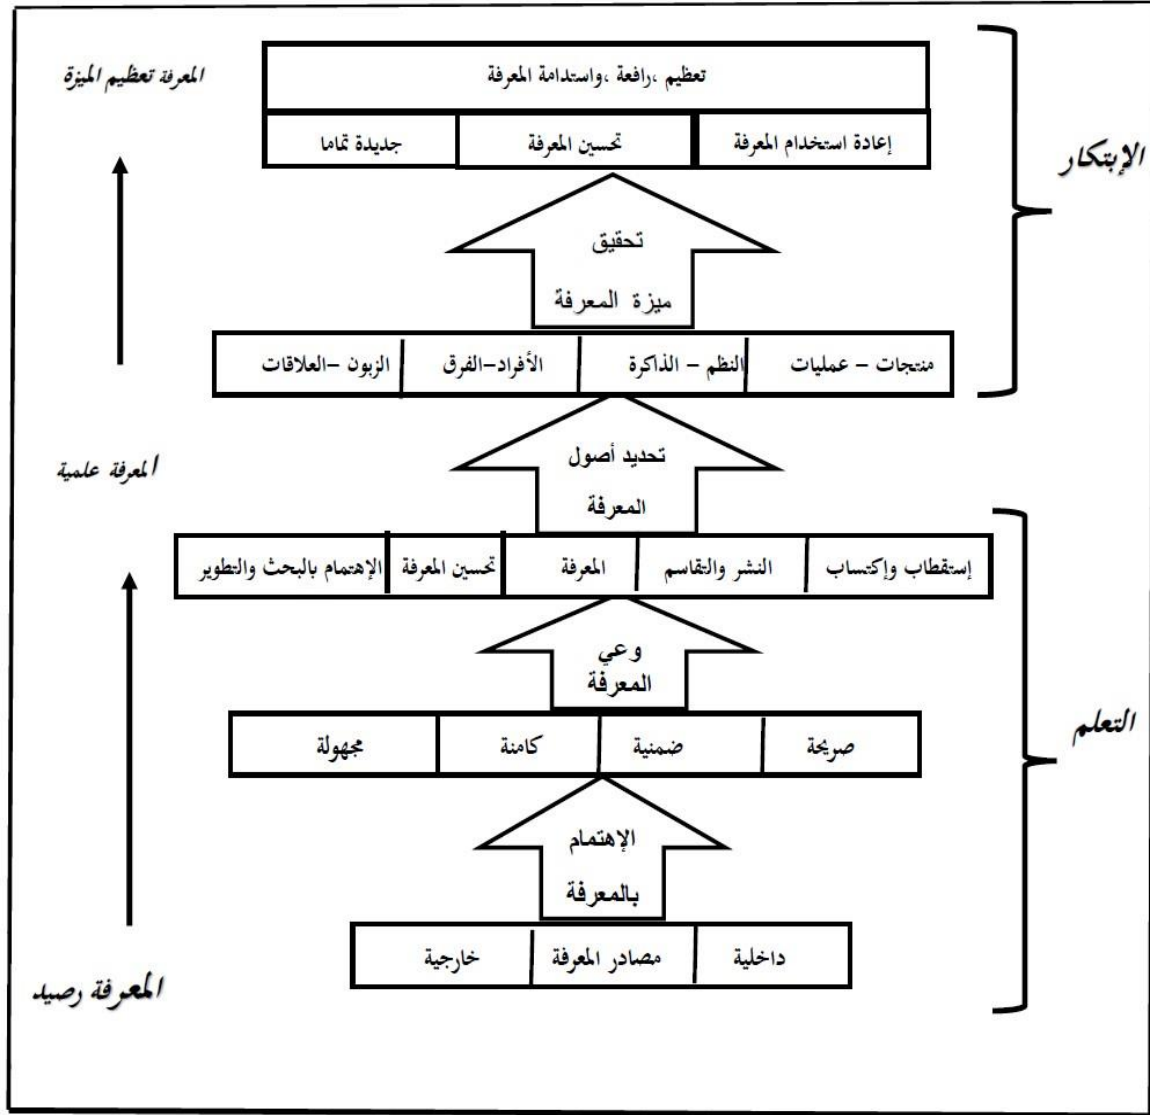 المعرفة تعظيم الميزة
تعظيم ،رافعة ،واستدامة المعرفة
إعادة استخدام المعرفة
تحسين المعرفة
جديدة تماما
الإبتكار
تحقيق
ميزة المعرفة
منتجات – عمليات
النظم – الذاكرة
الأفراد–الفرق
الزبون –العلاقات
المعرفة علمية
تحديد أصول
المعرفة
إستقطاب وإكتساب
النشر والتقاسم
المعرفة
تحسين المعرفة
الإهتمام بالبحث والتطوير
وعي
المعرفة
التعلم
صريحة
ضمنية
كامنة
مجهولة
الإهتمام
بالمعرفة
داخلية
مصادر المعرفة
خارجية
المعرفة رصيد